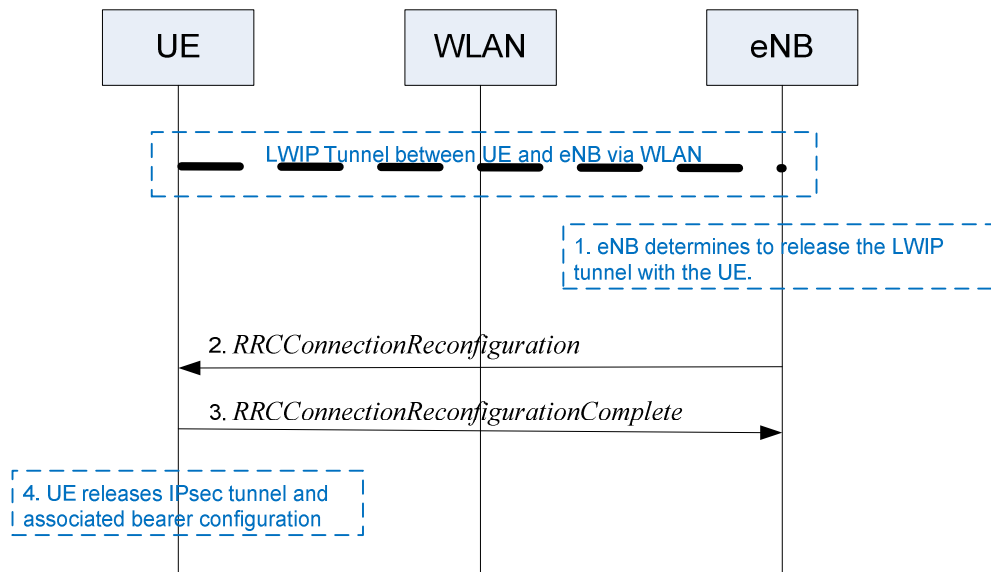 UE WLAN eNB
LWIP Tunnel between UE and eNB via WLAN
1. eNB determines to release the LWIP
tunnel with the UE.
2. RRCConnectionReconfiguration
3. RRCConnectionReconfigurationComplete
4. UE releases IPsec tunnel and
associated bearer configuration